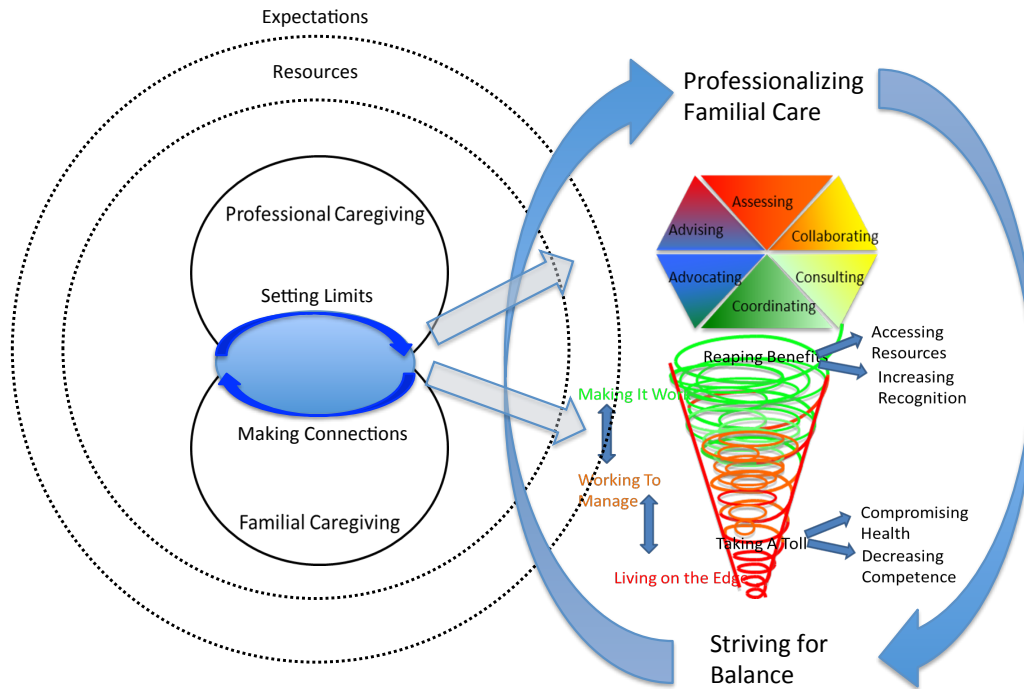 Expectations
Resources
Professional Caregiving
Setting Limits
Making Connections
Familial Caregiving
Professionalizing
Familial Care
Assessing
Advising
Collaborating
Advocating
Consulting
Coordinating
Reaping Benefits
Accessing
Resources
Increasing
Recognition
Making It Work
Working To
Manage
Living on the Edge
Taking A Toll
Compromising
Health
Decreasing
Competence
Striving for
Balance